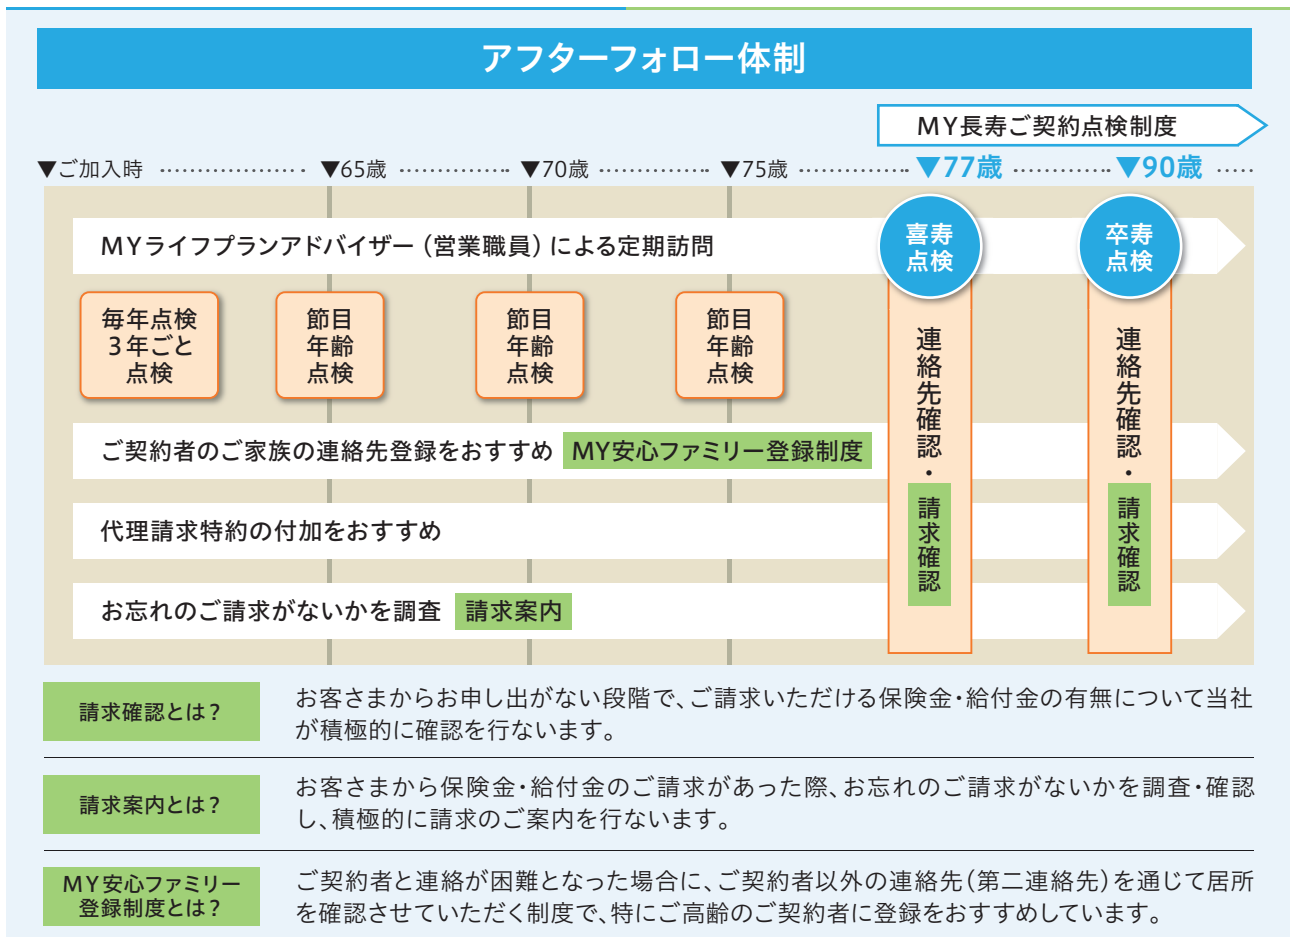 アフターフォロー体制
MY長寿ご契約点検制度
▼ご加入時 ▼65歳 ▼70歳 ▼75歳 ▼77歳 ▼90歳
MYライフプランアドバイザー（営業職員）による定期訪問
喜寿
点検
卒寿
点検
毎年点検
3年ごと
点検
節目
年齢
点検
節目
年齢
点検
節目
年齢
点検
連絡先確認・請求確認
連絡先確認・請求確認
ご契約者のご家族の連絡先登録をおすすめ MY安心ファミリー登録制度
代理請求特約の付加をおすすめ
お忘れのご請求がないかを調査 請求案内
請求確認とは？
お客さまからお申し出がない段階で、ご請求いただける保険金・給付金の有無について当社
が積極的に確認を行ないます。
請求案内とは？
お客さまから保険金・給付金のご請求があった際、お忘れのご請求がないかを調査・確認
し、積極的に請求のご案内を行ないます。
MY安心ファミリー
登録制度とは？
ご契約者と連絡が困難となった場合に、ご契約者以外の連絡先（第二連絡先）を通じて居所
を確認させていただく制度で、特にご高齢のご契約者に登録をおすすめしています。